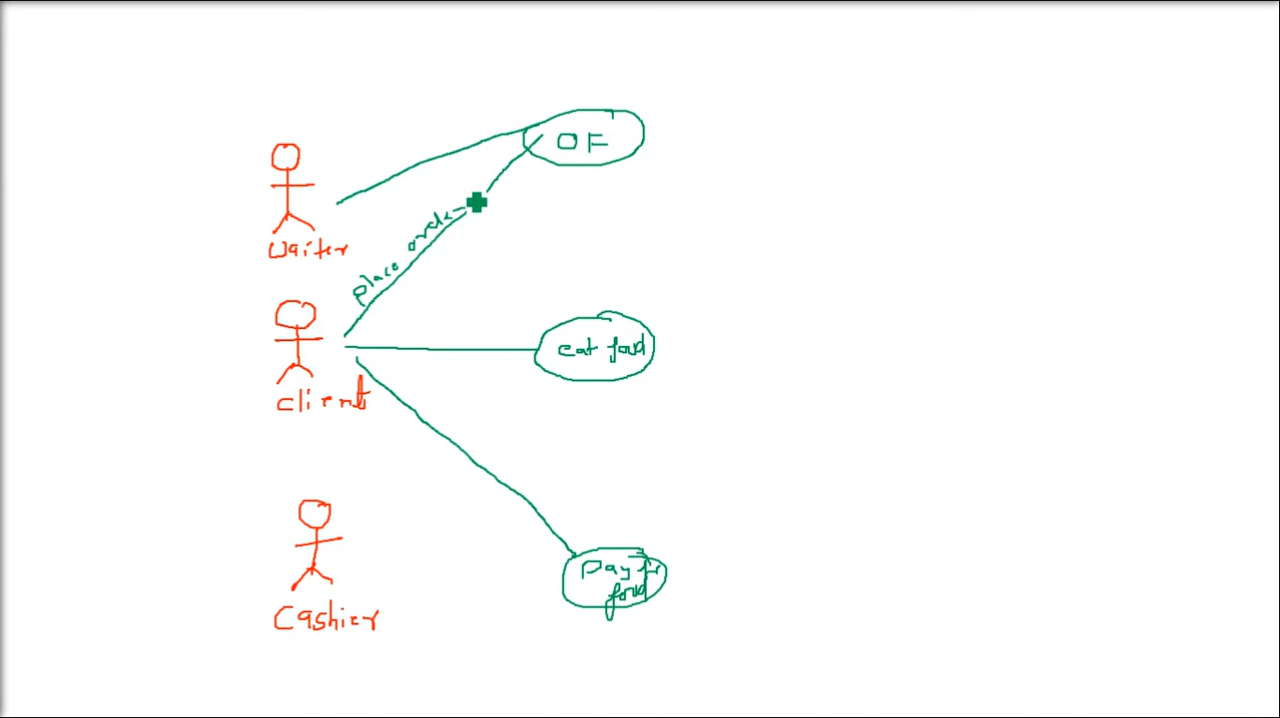 OF
Waiter
place order
eat food
client
Pay for
food
Cashier